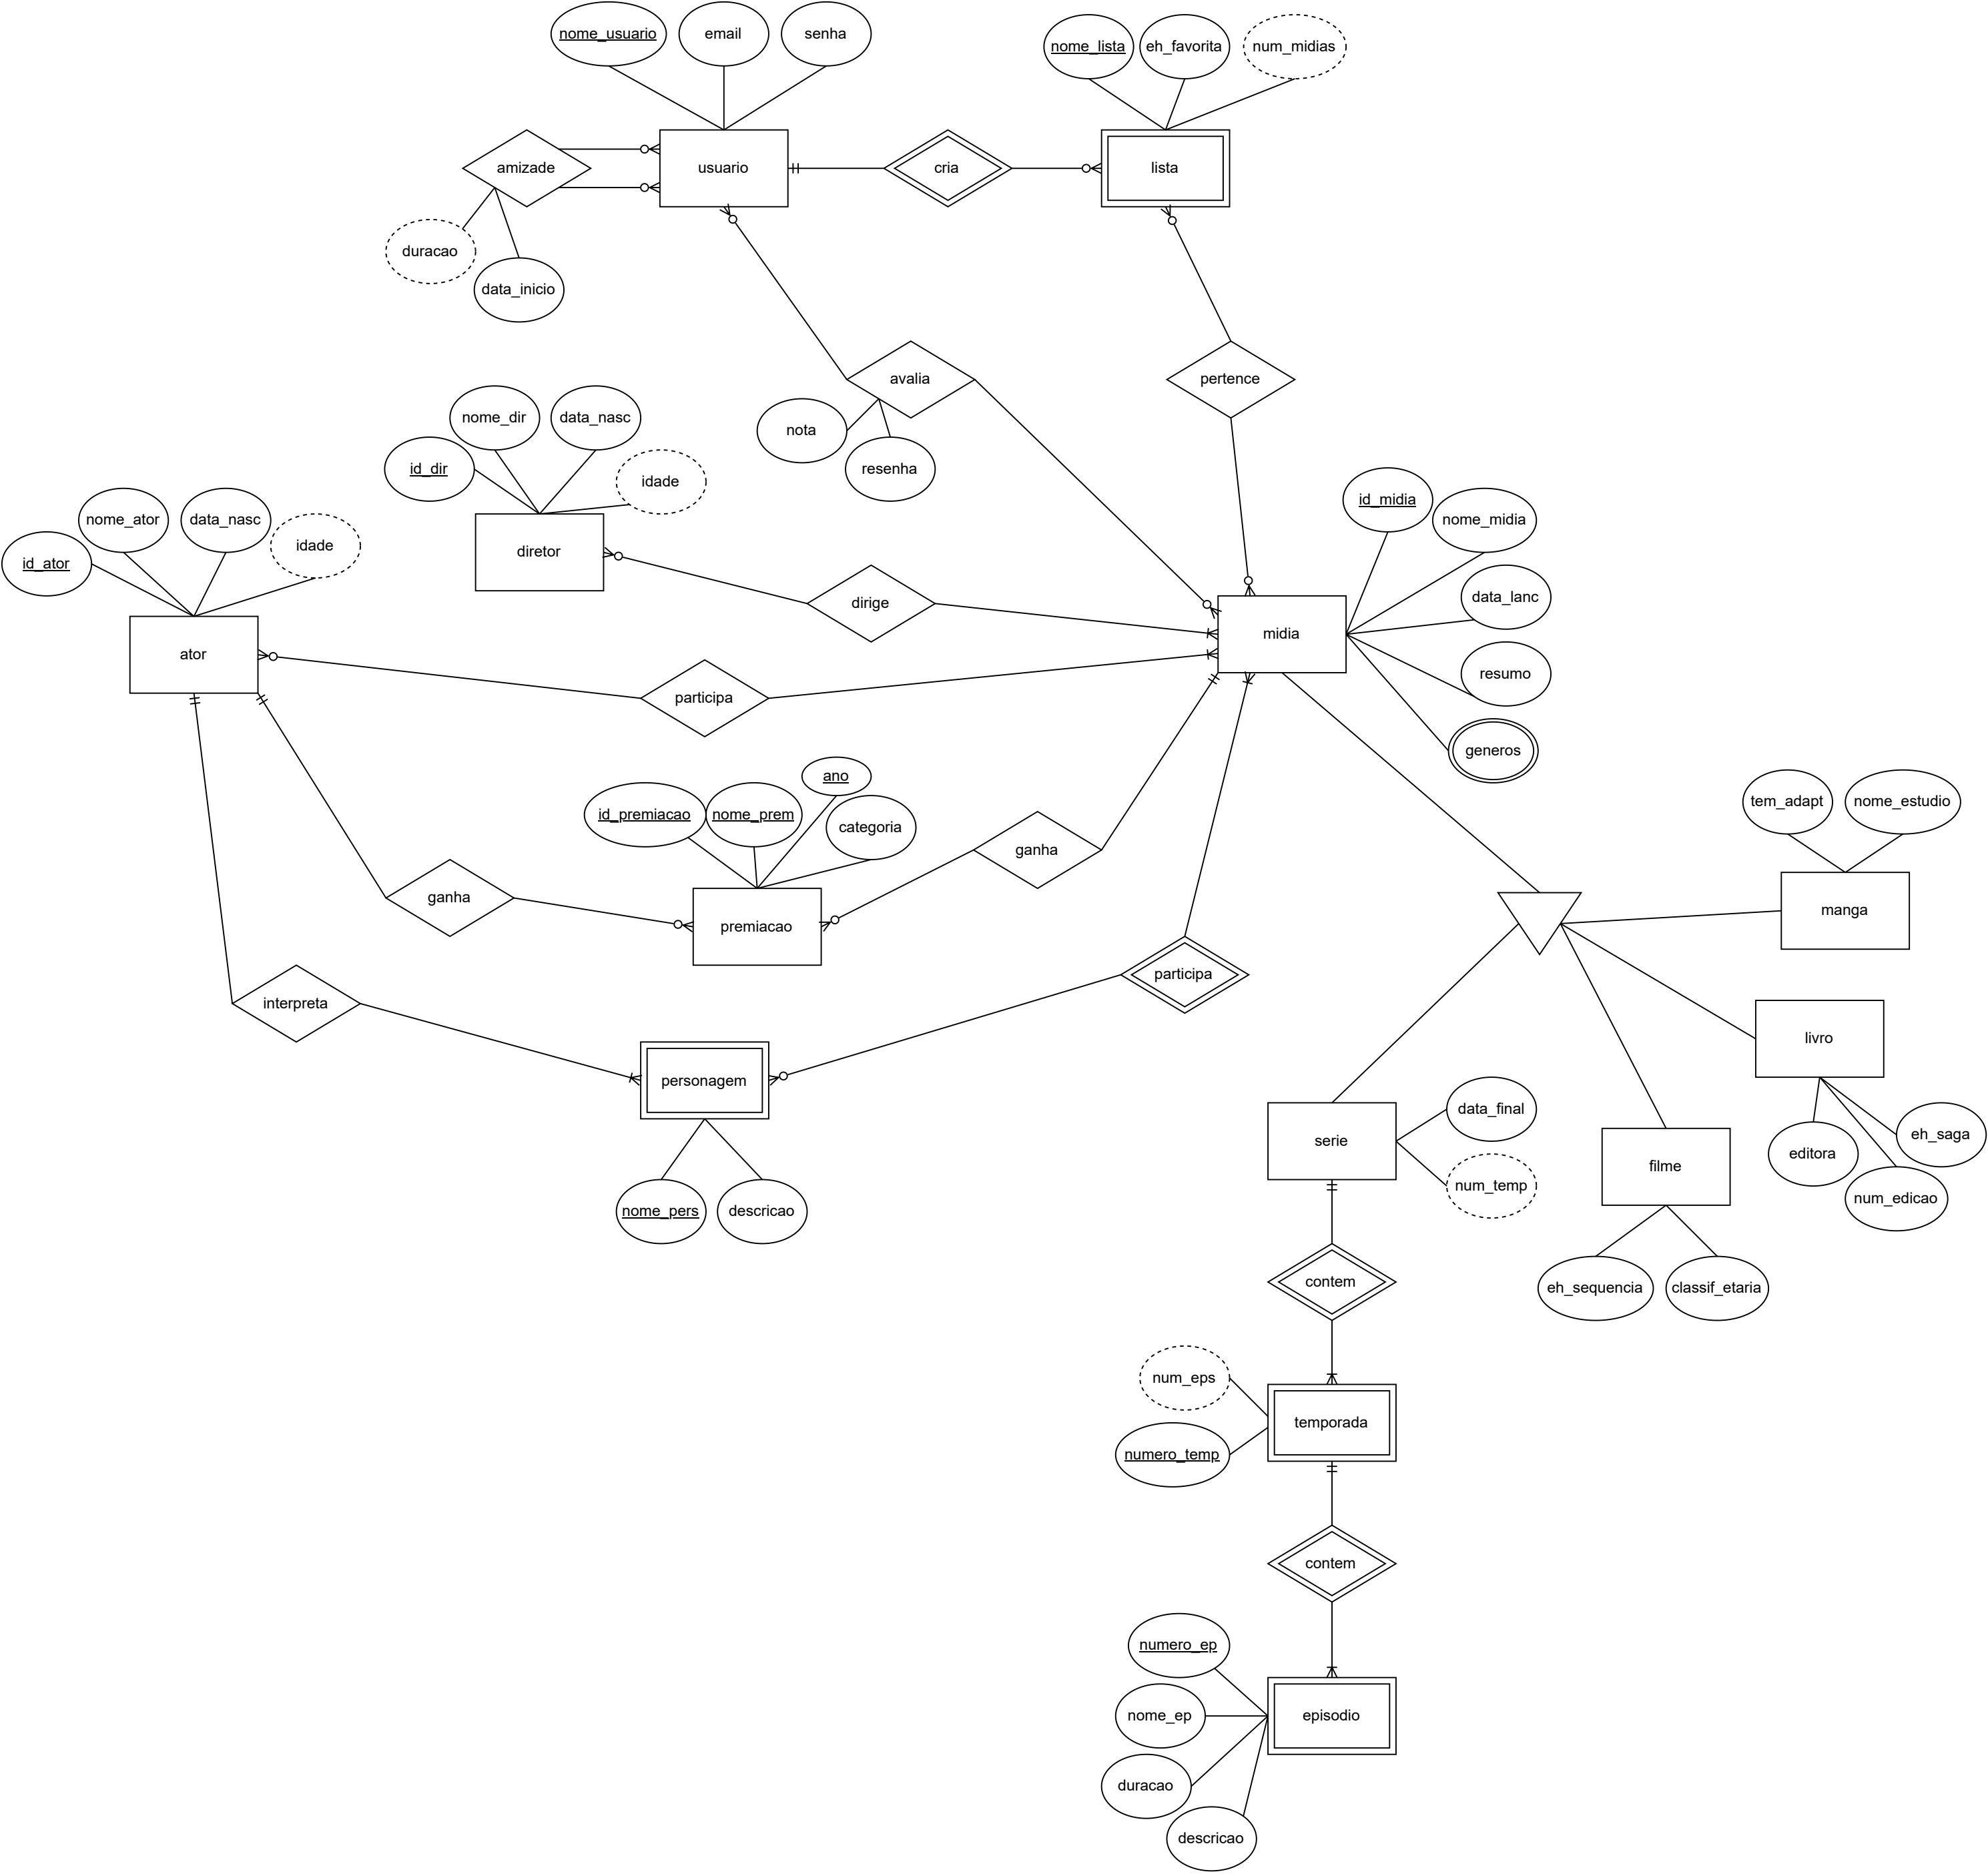 nome_usuario
email
senha
nome_lista
eh_favorita
num_midias
amizade
usuario
cria
lista
duracao
data_inicio
avalia
pertence
nota
resenha
nome_dir
data_nasc
id_dir
idade
diretor
dirige
nome_ator
data_nasc
idade
id_ator
ator
participa
id_midia
nome_midia
data_lanc
midia
resumo
generos
ano
id_premiacao
nome_prem
categoria
ganha
ganha
premiacao
tem_adapt
nome_estudio
manga
interpreta
participa
personagem
nome_pers
descricao
livro
editora
eh_saga
num_edicao
serie
data_final
num_temp
filme
eh_sequencia
classif_etaria
contem
num_eps
temporada
numero_temp
contem
numero_ep
nome_ep
episodio
duracao
descricao